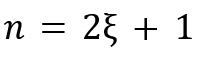 n = 2ξ + 1